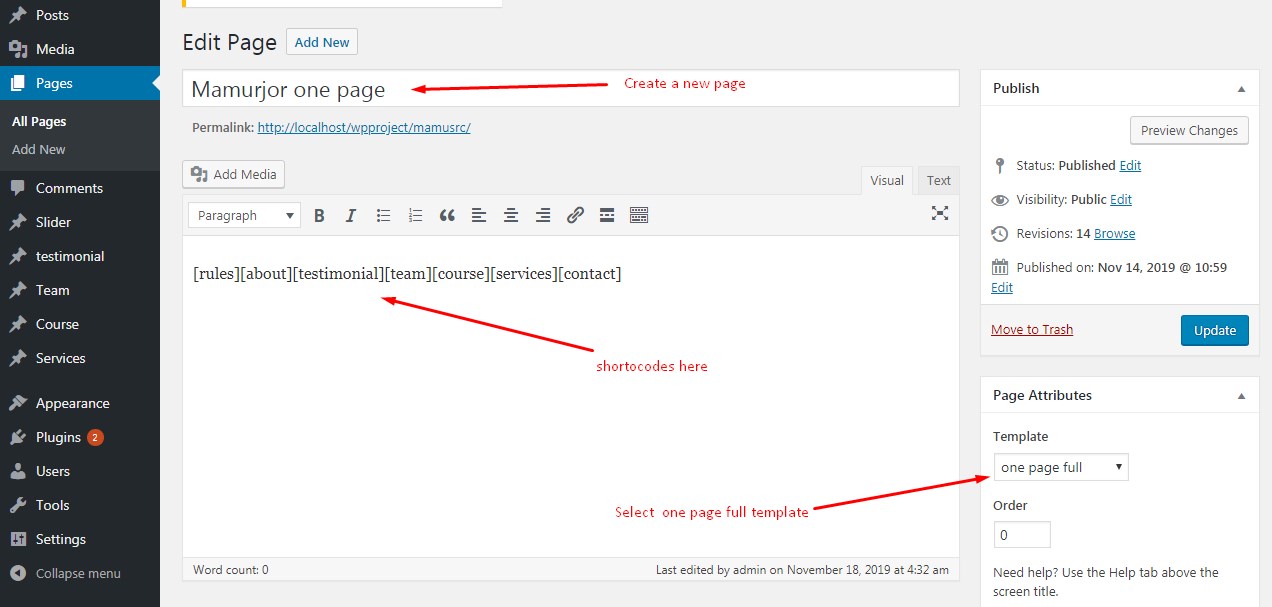 Posts
Media
Pages
All Pages
Add New
Comments
Slider
testimonial
Team
Course
Services
Appearance
Plugins 2
Users
Tools
Settings
Collapse menu
Edit Page Add New
Mamurjor one page
Create a new page
Permalink: http://localhost/wpproject/mamusrc/
Add Media
Visual Text
Paragraph
[rules][about][testimonial][team][course][services][contact]
shortocodes here
Select one page full template
Word count: 0 Last edited by admin on November 18, 2019 at 4:32 am
Publish
Preview Changes
Status: Published Edit
Visibility: Public Edit
Revisions: 14 Browse
Published on: Nov 14, 2019 @ 10:59
Edit
Move to Trash Update
Page Attributes
Template
one page full
Order
0
Need help? Use the Help tab above the
screen title.